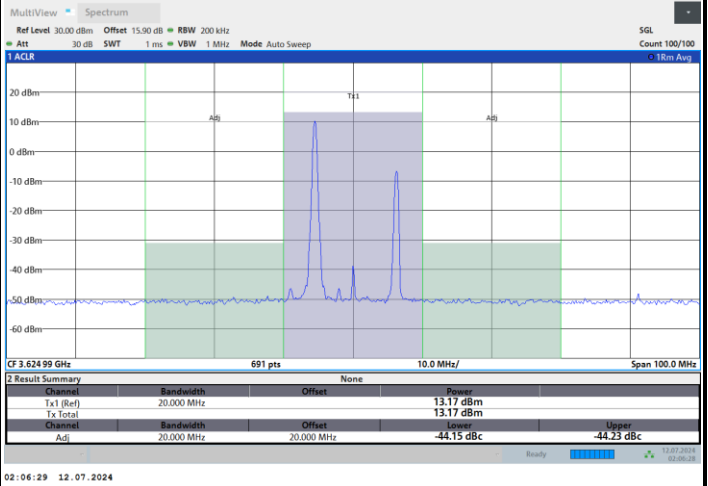 MultiView Spectrum
Ref Level 30.00 dBm Offset 15.90 dB RBW 200 kHz SGL
Att 30 dB SWT 1 ms VBW 1 MHz Mode Auto Sweep Count 100/100
1 ACLR 1Rm Avg
20 dBm
Tx1
10 dBm
Adj
Adj
0 dBm
-10 dBm
-20 dBm
-30 dBm
-40 dBm
-50 dBm
-60 dBm
CF 3.624 99 GHz 691 pts 10.0 MHz/ Span 100.0 MHz
2 Result Summary None
Channel Bandwidth Offset Power
Tx1 (Ref) 20.000 MHz 13.17 dBm
Tx Total 13.17 dBm
Channel Bandwidth Offset Lower Upper
Adj 20.000 MHz 20.000 MHz -44.15 dBc -44.23 dBc
Ready 12.07.2024
02:06:28
02:06:29 12.07.2024